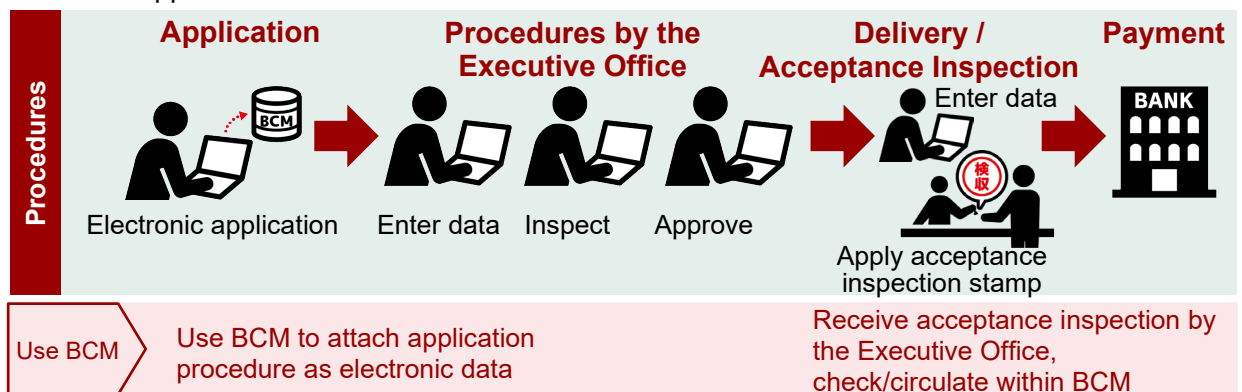 Application
Procedures by the
Executive Office
Delivery /
Acceptance Inspection
Payment
Procedures
BCM
Electronic application
Enter data
Inspect
Approve
Enter data
検
収
Apply acceptance
inspection stamp
BANK
Use BCM
Use BCM to attach application
procedure as electronic data
Receive acceptance inspection by
the Executive Office,
check/circulate within BCM